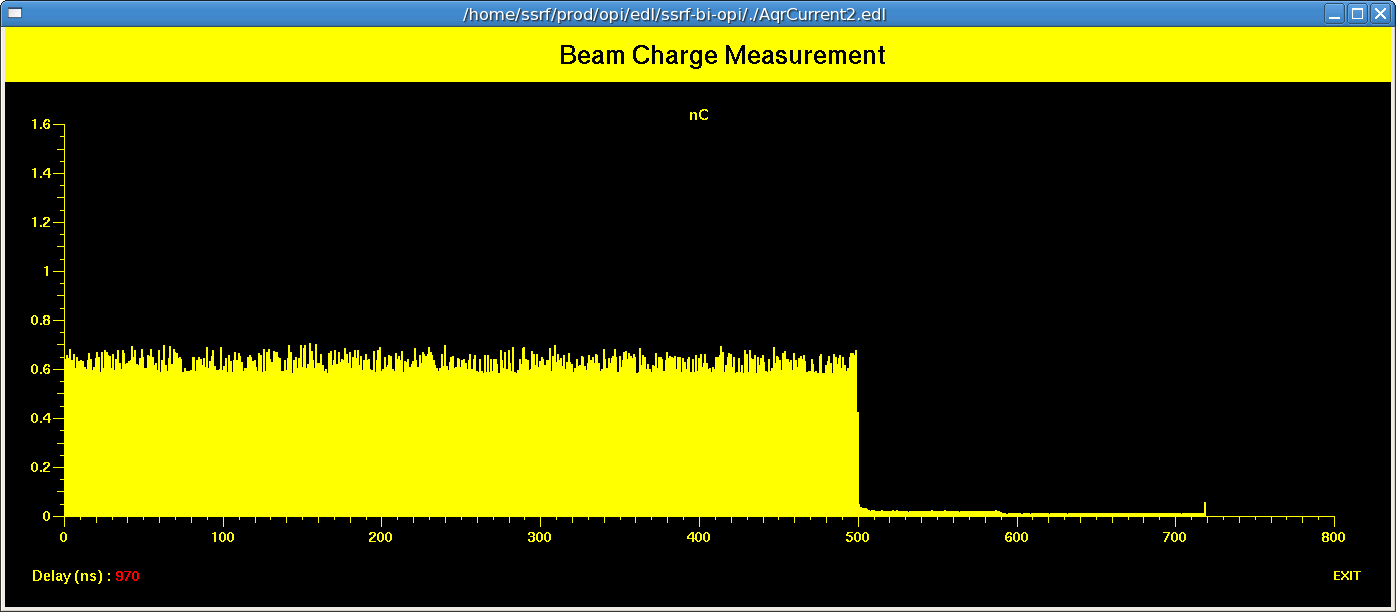 /home/ssrf/prod/opi/edl/ssrf-bi-opi/./AqrCurrent2.edl
Beam Charge Measurement
nC
1.6
1.4
1.2
1
0.8
0.6
0.4
0.2
0
0 100 200 300 400 500 600 700 800
Delay (ns) : 970
EXIT